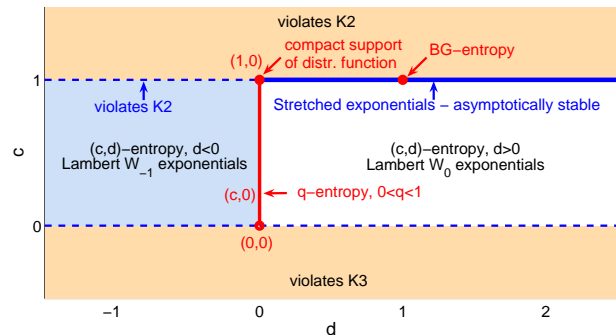 violates K2
(1,0)
compact support
of distr. function
BG−entropy
1
violates K2
Stretched exponentials − asymptotically stable
(c,d)−entropy, d<0
Lambert W−1 exponentials
(c,d)−entropy, d>0
Lambert W0 exponentials
c
(c,0)
q−entropy, 0<q<1
0
(0,0)
violates K3
−1
0
1
2
d